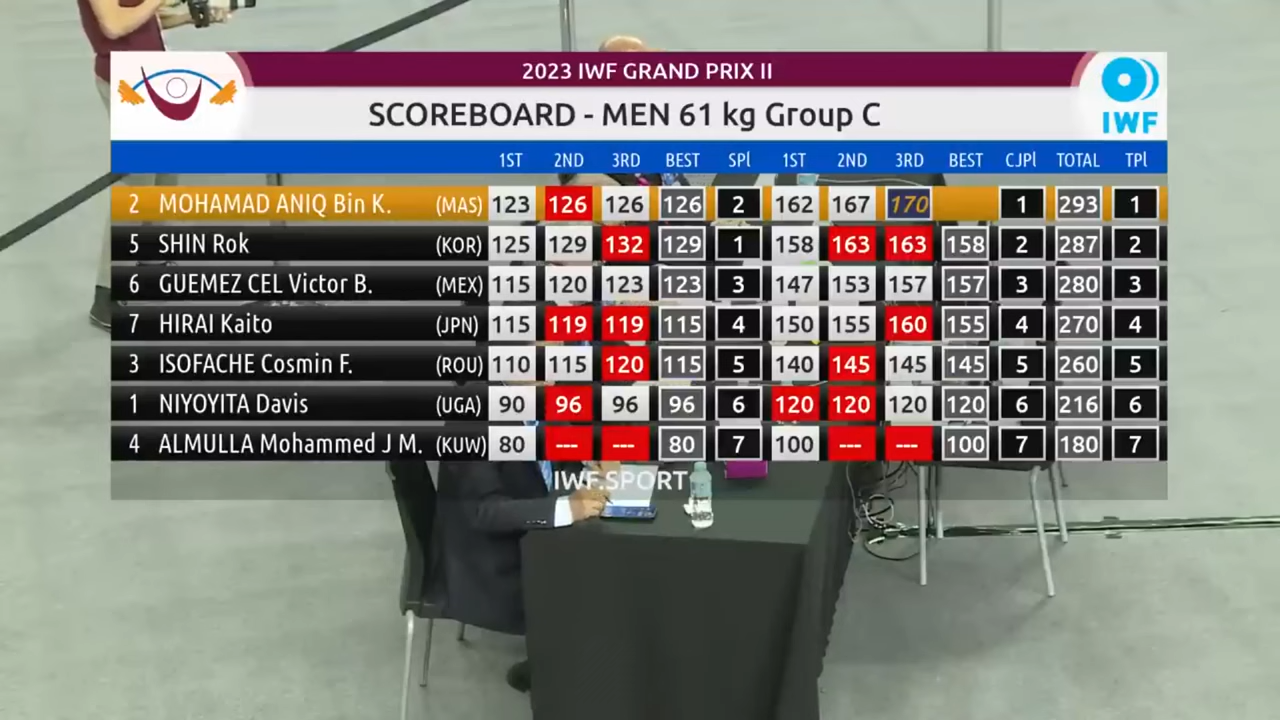 2023 IWF GRAND PRIX II
SCOREBOARD - MEN 61 kg Group C
IWF
1ST 2ND 3RD BEST SPl 1ST 2ND 3RD BEST CJPl TOTAL TPl
2 MOHAMAD ANIQ Bin K. (MAS) 123 126 126 126 2 162 167 170 1 293 1
5 SHIN Rok (KOR) 125 129 132 129 1 158 163 163 158 2 287 2
6 GUEMEZ CEL Victor B. (MEX) 115 120 123 123 3 147 153 157 157 3 280 3
7 HIRAI Kaito (JPN) 115 119 119 115 4 150 155 160 155 4 270 4
3 ISOFACHE Cosmin F. (ROU) 110 115 120 115 5 140 145 145 145 5 260 5
1 NIYOYITA Davis (UGA) 90 96 96 96 6 120 120 120 120 6 216 6
4 ALMULLA Mohammed J M. (KUW) 80 --- --- 80 7 100 --- --- 100 7 180 7
IWF.SPORT